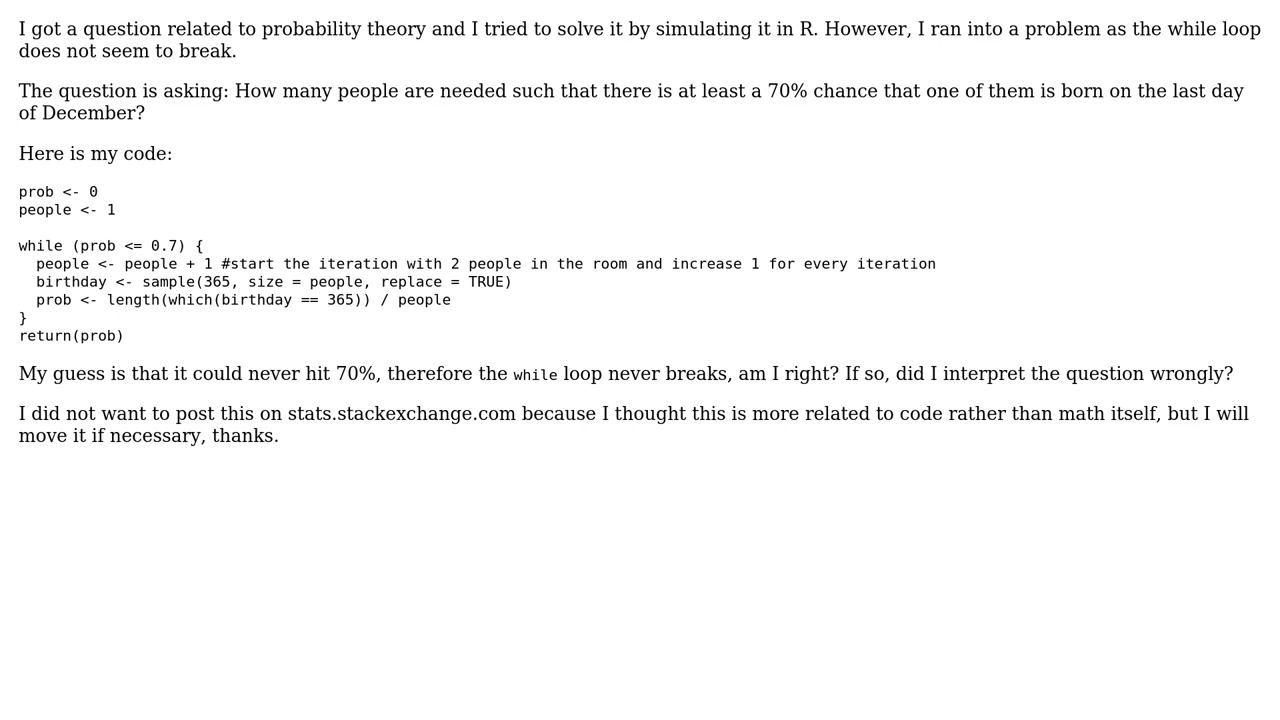 I got a question related to probability theory and I tried to solve it by simulating it in R. However, I ran into a problem as the while loop
does not seem to break.
The question is asking: How many people are needed such that there is at least a 70% chance that one of them is born on the last day
of December?
Here is my code:
prob <- 0
people <- 1
while (prob <= 0.7) {
  people <- people + 1 #start the iteration with 2 people in the room and increase 1 for every iteration
  birthday <- sample(365, size = people, replace = TRUE)
  prob <- length(which(birthday == 365)) / people
}
return(prob)
My guess is that it could never hit 70%, therefore the while loop never breaks, am I right? If so, did I interpret the question wrongly?
I did not want to post this on stats.stackexchange.com because I thought this is more related to code rather than math itself, but I will
move it if necessary, thanks.